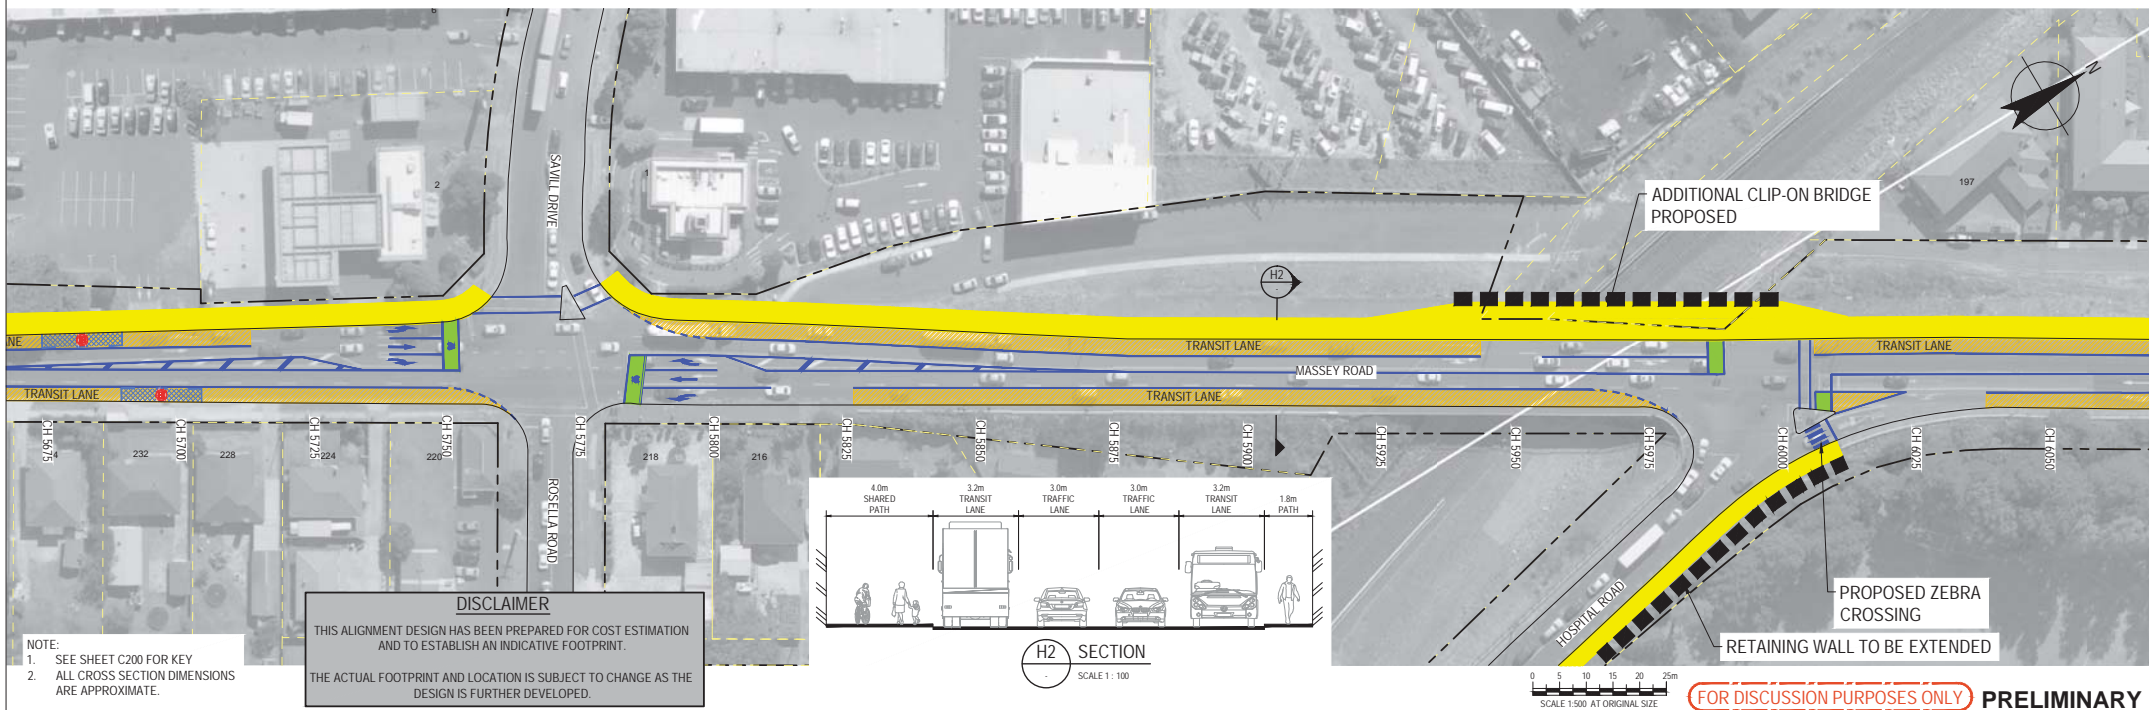 6
2
1
SAVILL DRIVE
ADDITIONAL CLIP-ON BRIDGE
PROPOSED
197
N
H2
-
TRANSIT LANE
TRANSIT LANE
MASSEY ROAD
TRANSIT LANE
TRANSIT LANE
CH 5675
CH 5700
CH 5725
CH 5750
CH 5775
CH 5800
CH 5825
CH 5850
CH 5875
CH 5900
CH 5925
CH 5950
CH 5975
CH 6000
CH 6025
CH 6050
232
228
224
220
218
216
ROSELLA ROAD
HOSPITAL ROAD
4.0m
SHARED
PATH
3.2m
TRANSIT
LANE
3.0m
TRAFFIC
LANE
3.0m
TRAFFIC
LANE
3.2m
TRANSIT
LANE
1.8m
PATH
H2
-
SECTION
SCALE 1 : 100
PROPOSED ZEBRA
CROSSING
RETAINING WALL TO BE EXTENDED
DISCLAIMER
THIS ALIGNMENT DESIGN HAS BEEN PREPARED FOR COST ESTIMATION
AND TO ESTABLISH AN INDICATIVE FOOTPRINT.
THE ACTUAL FOOTPRINT AND LOCATION IS SUBJECT TO CHANGE AS THE
DESIGN IS FURTHER DEVELOPED.
NOTE:
1. SEE SHEET C200 FOR KEY
2. ALL CROSS SECTION DIMENSIONS
ARE APPROXIMATE.
0 5 10 15 20 25m
SCALE 1:500 AT ORIGINAL SIZE
FOR DISCUSSION PURPOSES ONLY
PRELIMINARY